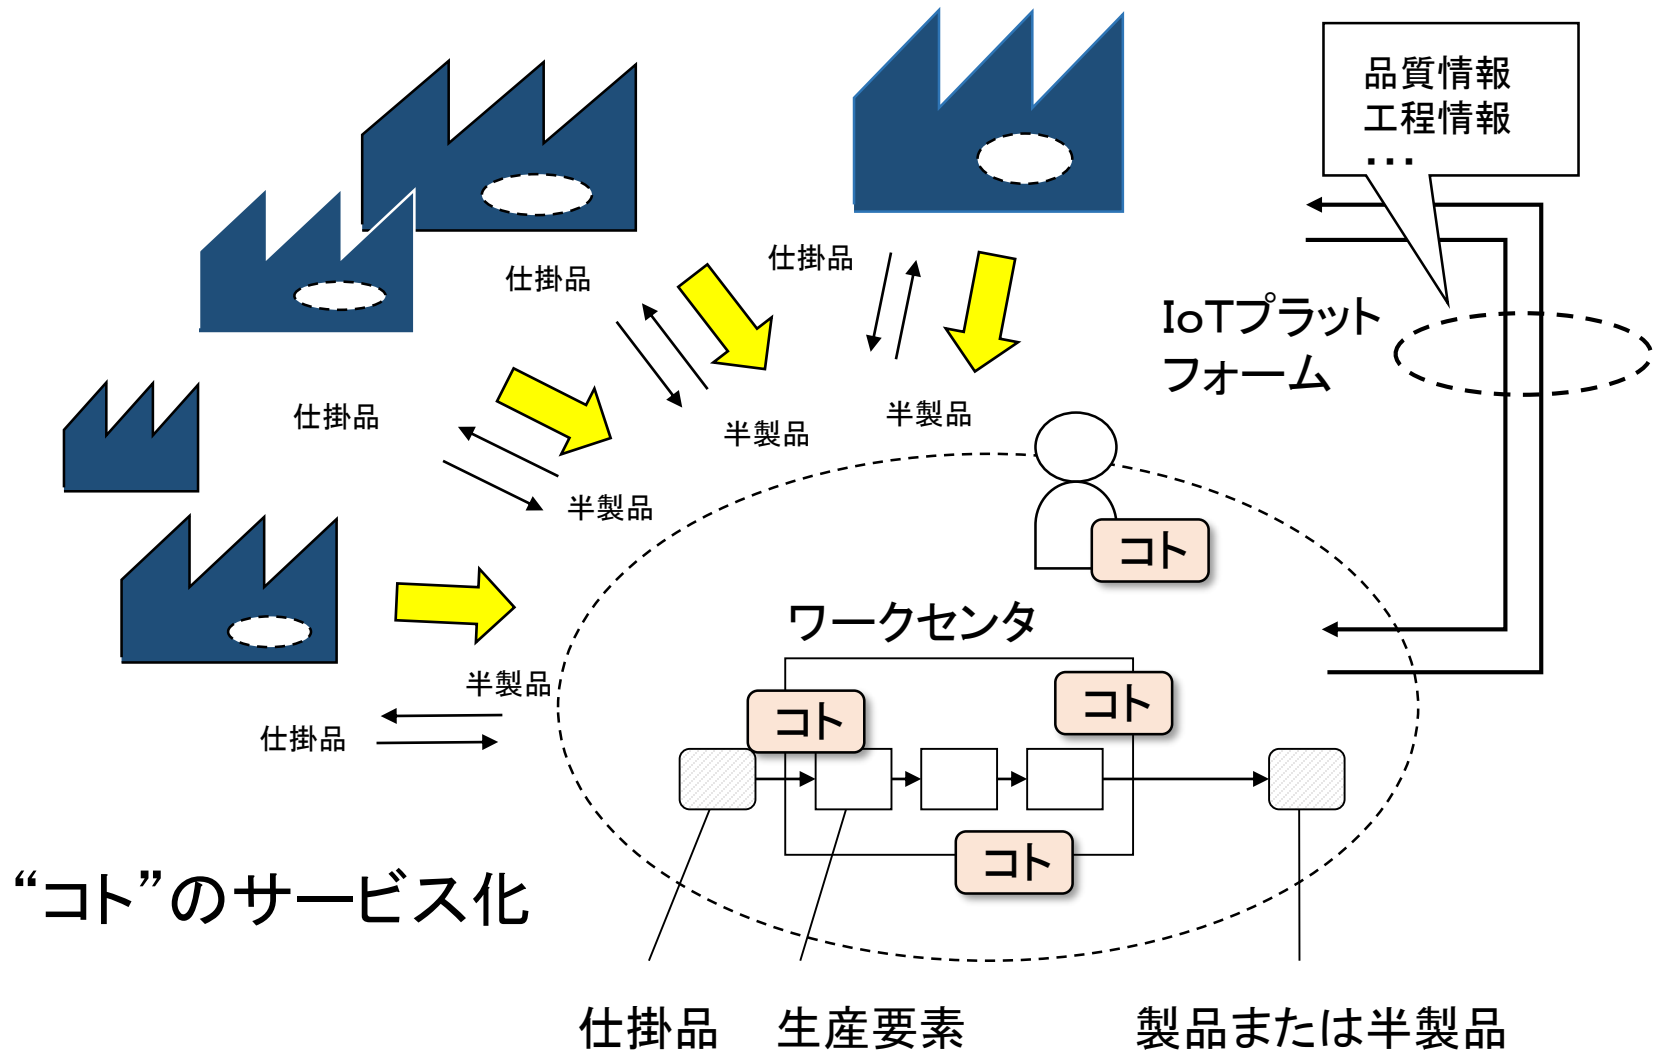 品質情報
工程情報
・・・
仕掛品
仕掛品
IoTプラット
フォーム
仕掛品
半製品
半製品
半製品
コト
ワークセンタ
半製品
仕掛品
コト
コト
コト
“コト”のサービス化
仕掛品
生産要素
製品または半製品